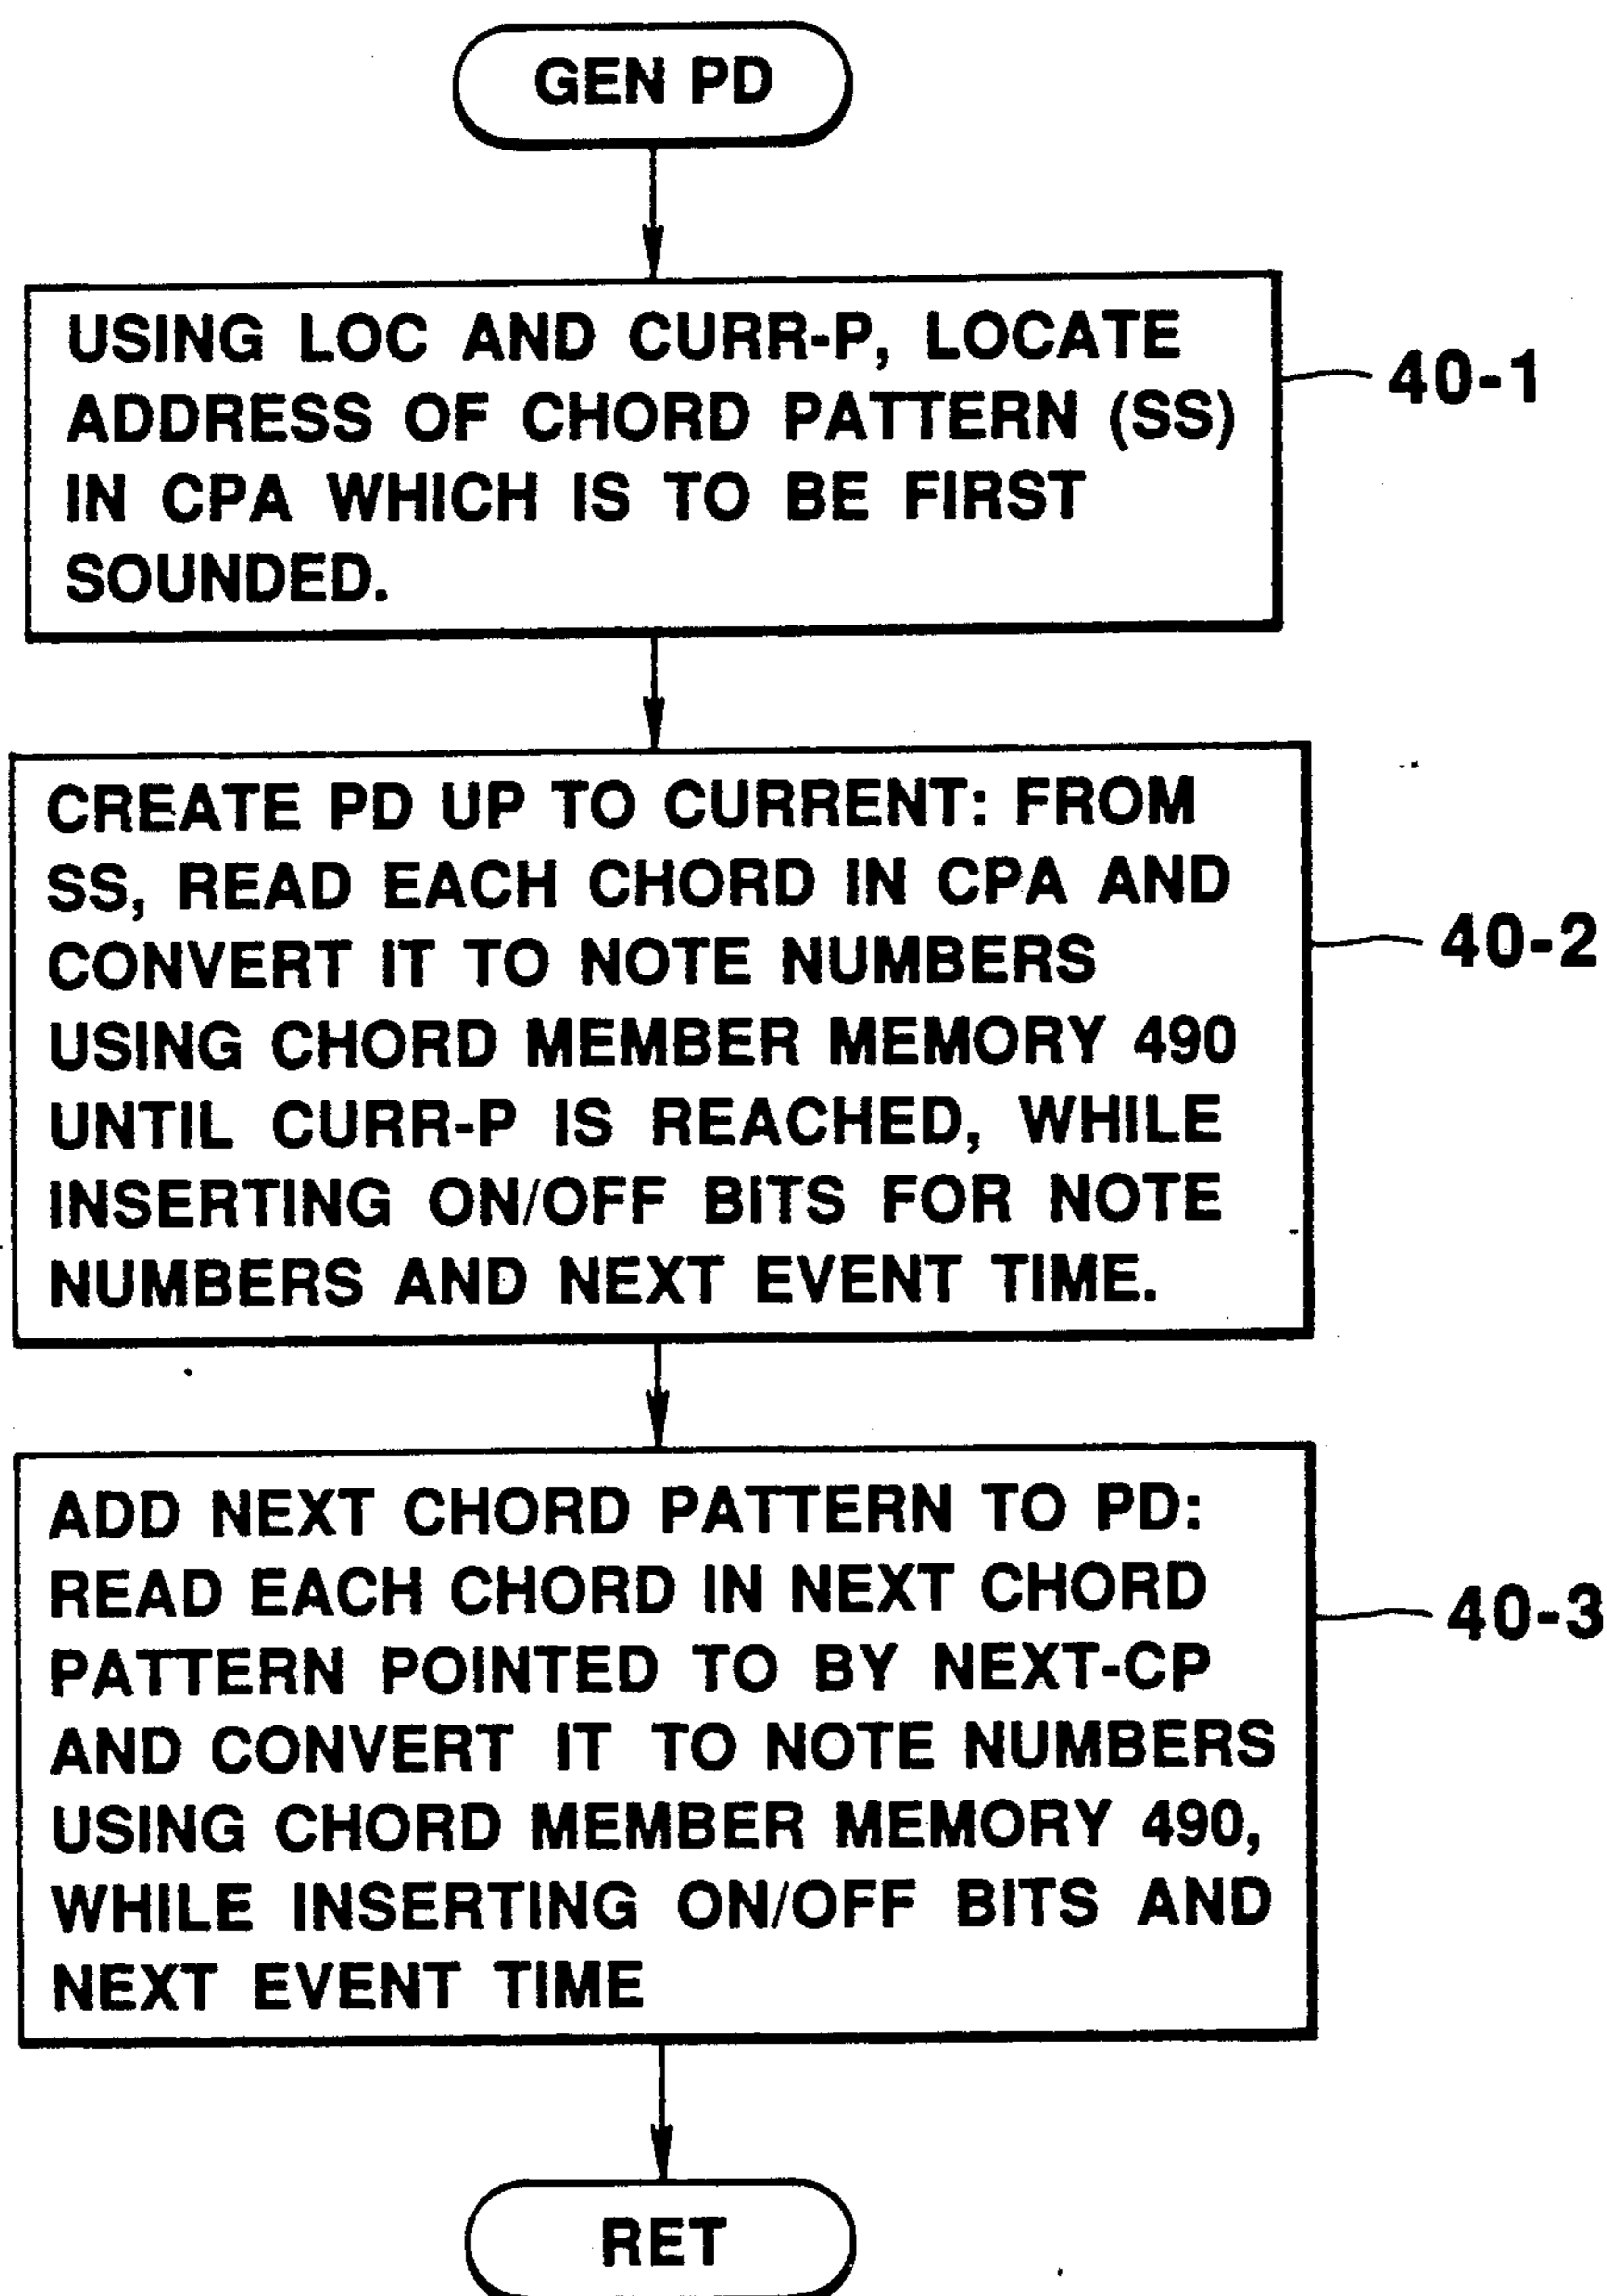 GEN PD
USING LOC AND CURR-P, LOCATE
ADDRESS OF CHORD PATTERN (SS)
IN CPA WHICH IS TO BE FIRST
SOUNDED.
40-1
CREATE PD UP TO CURRENT: FROM
SS, READ EACH CHORD IN CPA AND
CONVERT IT TO NOTE NUMBERS
USING CHORD MEMBER MEMORY 490
UNTIL CURR-P IS REACHED, WHILE
INSERTING ON/OFF BITS FOR NOTE
NUMBERS AND NEXT EVENT TIME.
40-2
ADD NEXT CHORD PATTERN TO PD:
READ EACH CHORD IN NEXT CHORD
PATTERN POINTED TO BY NEXT-CP
AND CONVERT IT TO NOTE NUMBERS
USING CHORD MEMBER MEMORY 490,
WHILE INSERTING ON/OFF BITS AND
NEXT EVENT TIME
40-3
RET